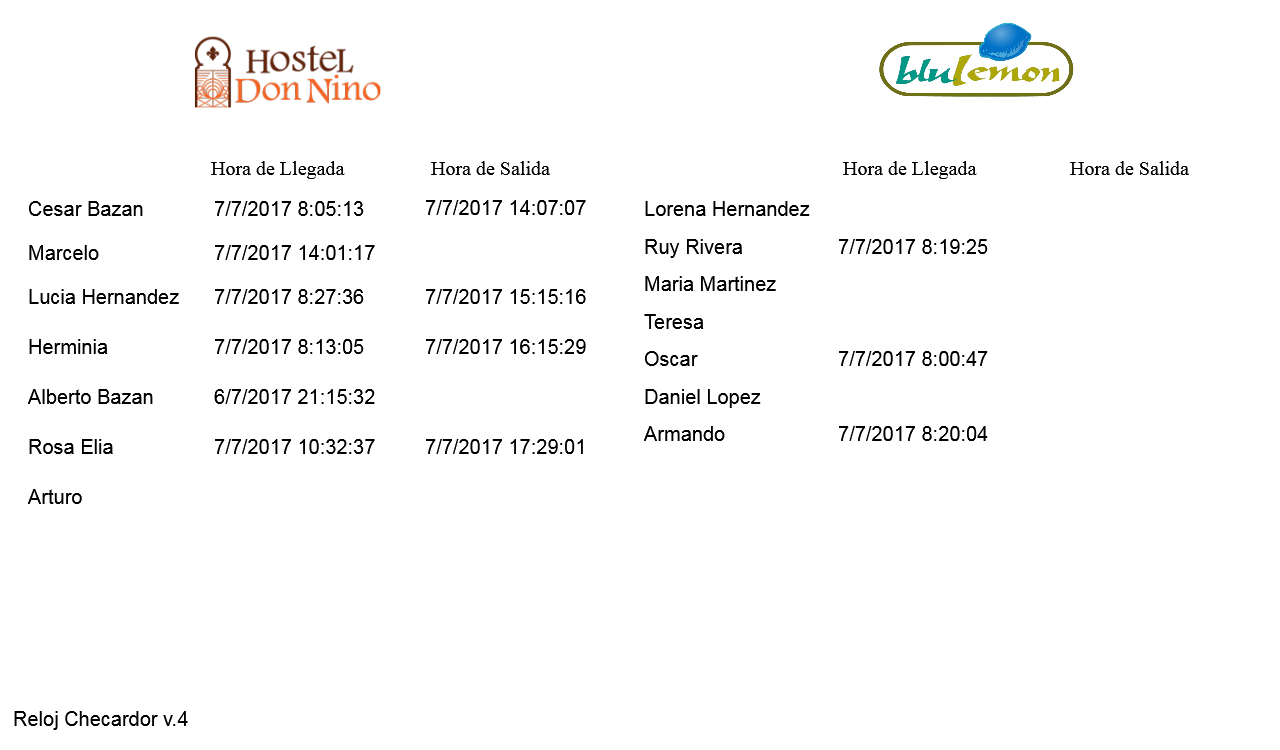 Hostel
Don Nino
blulemon
Hora de Llegada Hora de Salida
Cesar Bazan 7/7/2017 8:05:13 7/7/2017 14:07:07
Marcelo 7/7/2017 14:01:17
Lucia Hernandez 7/7/2017 8:27:36 7/7/2017 15:15:16
Herminia 7/7/2017 8:13:05 7/7/2017 16:15:29
Alberto Bazan 6/7/2017 21:15:32
Rosa Elia 7/7/2017 10:32:37 7/7/2017 17:29:01
Arturo
Hora de Llegada Hora de Salida
Lorena Hernandez
Ruy Rivera 7/7/2017 8:19:25
Maria Martinez
Teresa
Oscar 7/7/2017 8:00:47
Daniel Lopez
Armando 7/7/2017 8:20:04
Reloj Checardor v.4